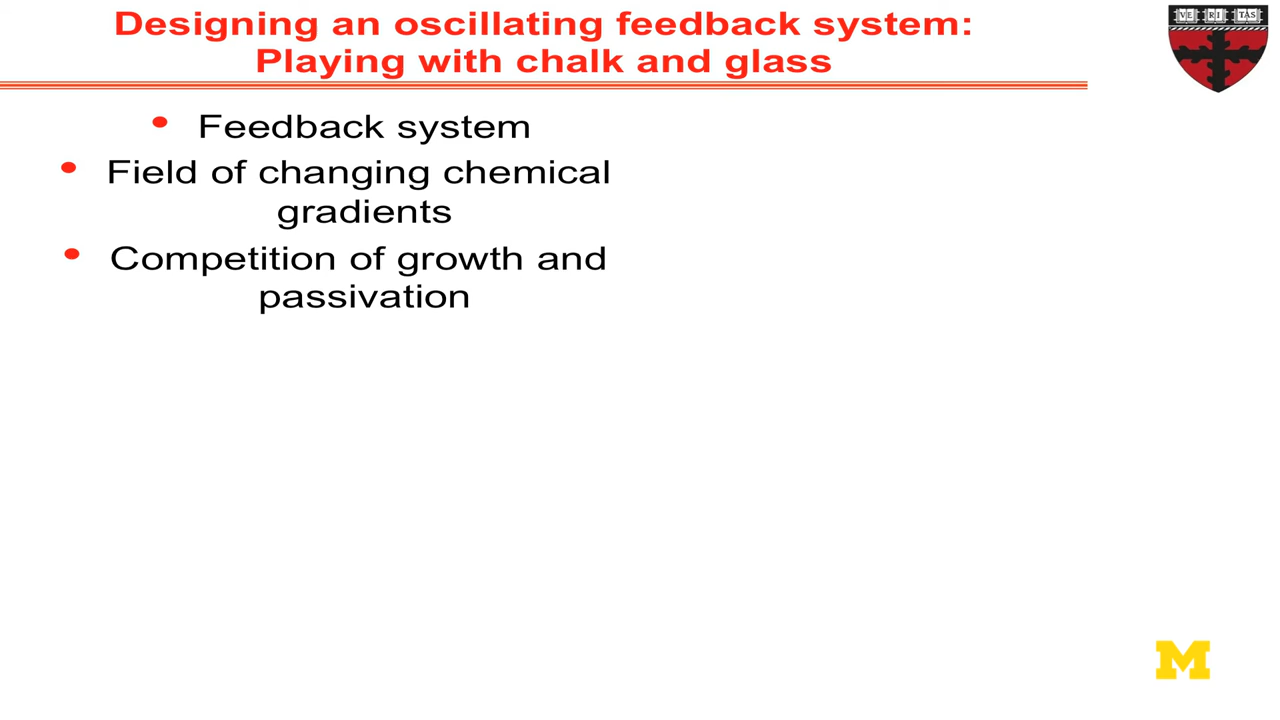 Designing an oscillating feedback system:
Playing with chalk and glass
VE RI TAS
• Feedback system
• Field of changing chemical
gradients
• Competition of growth and
passivation
M